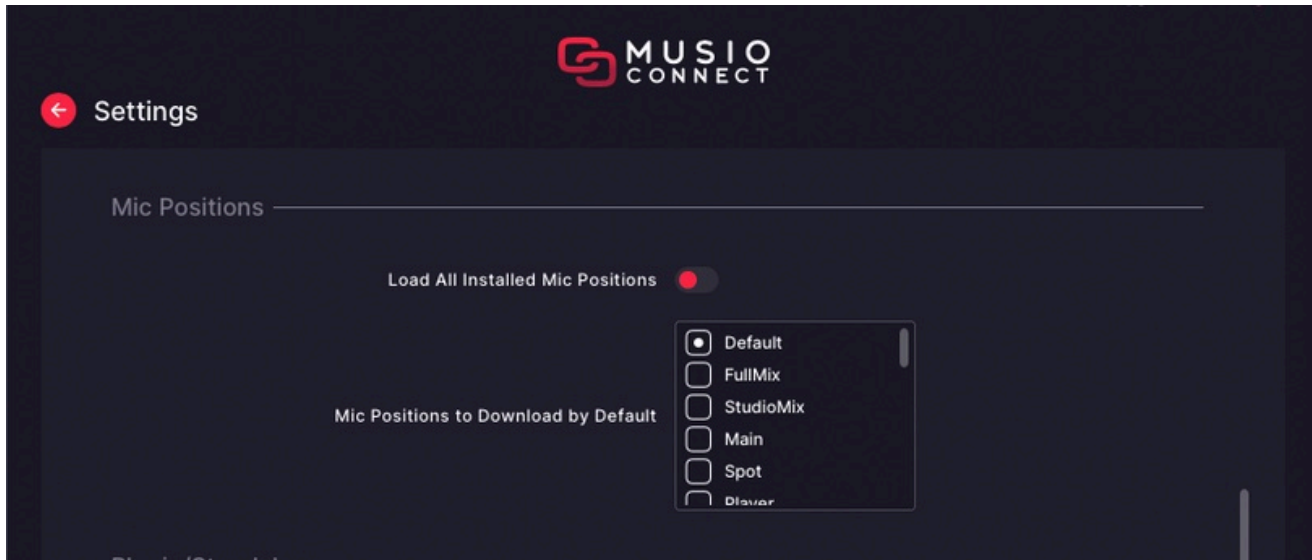 MUSIO
CONNECT
Settings
Mic Positions
Load All Installed Mic Positions
Default
FullMix
StudioMix
Mic Positions to Download by Default
Main
Spot
Player